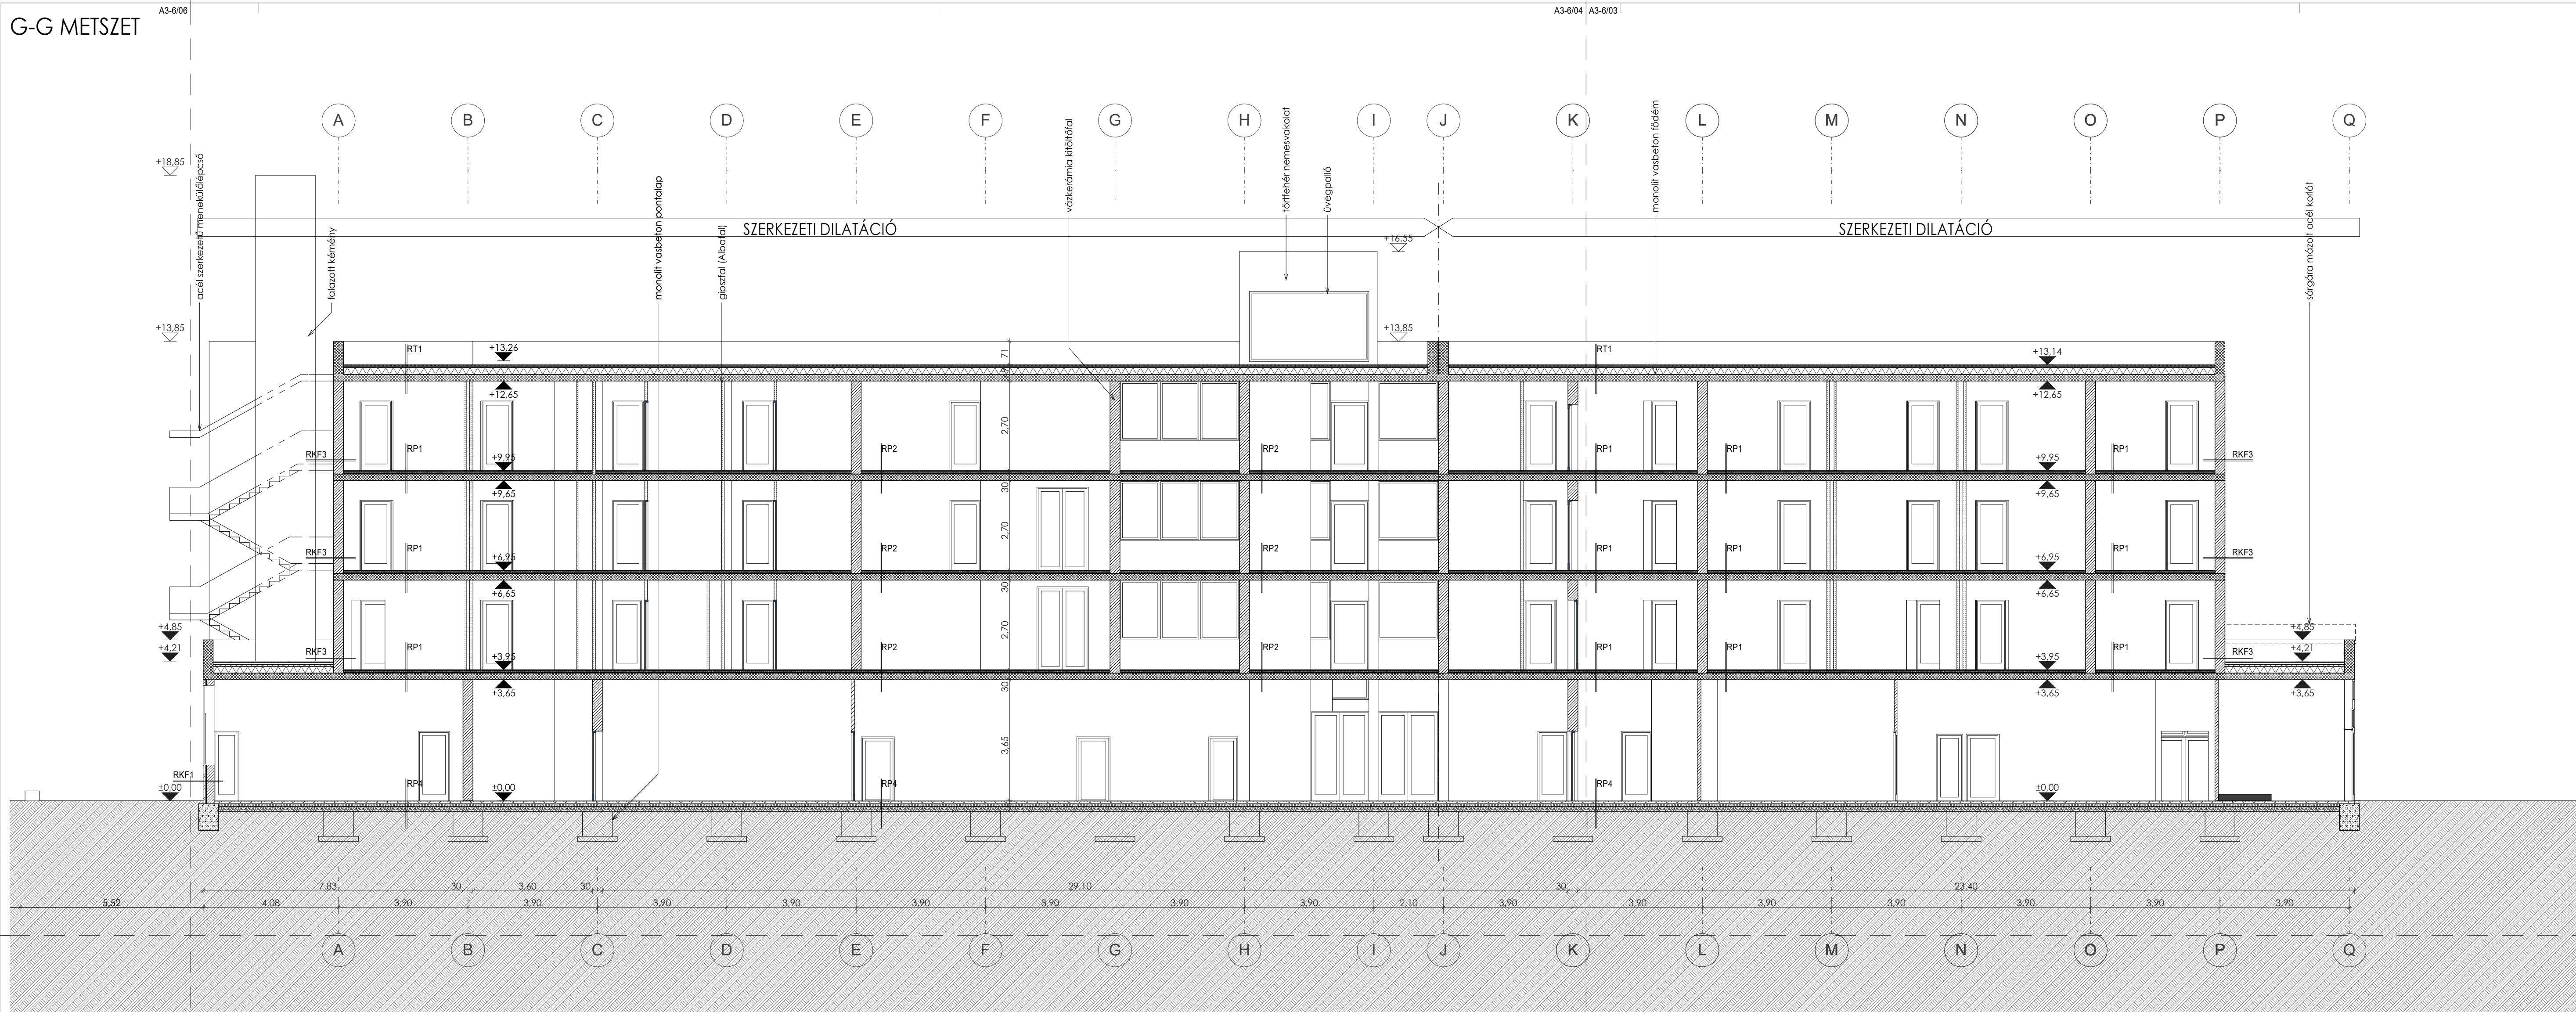 A3-6/06
A3-6/04 A3-6/03
G-G METSZET
A B C D E F G H I J K L M N O P Q
+18,85
acél szerkezetű menekülőlépcső
falazott kémény
monolit vasbeton pontalap
gipszfal (Albafal)
vázkerámia kitöltőfal
törtfehér nemesvakolat
üvegpalló
monolit vasbeton födém
sárgára mázolt acél korlát
SZERKEZETI DILATÁCIÓ SZERKEZETI DILATÁCIÓ
+16,55
+13,85 +13,85
RT1 +13,26 71 RT1 +13,14
49
+12,65 +12,65
2,70
RKF3 RP1 RP2 RP2 RP1 RP1 RP1 RKF3
+9,95 +9,95
+9,65 30 +9,65
2,70
RKF3 RP1 RP2 RP2 RP1 RP1 RP1 RKF3
+6,95 +6,95
+6,65 30 +6,65
2,70
+4,85 +4,85
+4,21 +4,21
RKF3 RP1 RP2 RP2 RP1 RP1 RP1 RKF3
+3,95 +3,95
+3,65 30 +3,65 +3,65
3,65
RKF1 RP4 RP4 RP4
±0,00 ±0,00 ±0,00
7,83 30 3,60 30 29,10 30 23,40
5,52 4,08 3,90 3,90 3,90 3,90 3,90 3,90 3,90 3,90 2,10 3,90 3,90 3,90 3,90 3,90 3,90 3,90
A B C D E F G H I J K L M N O P Q